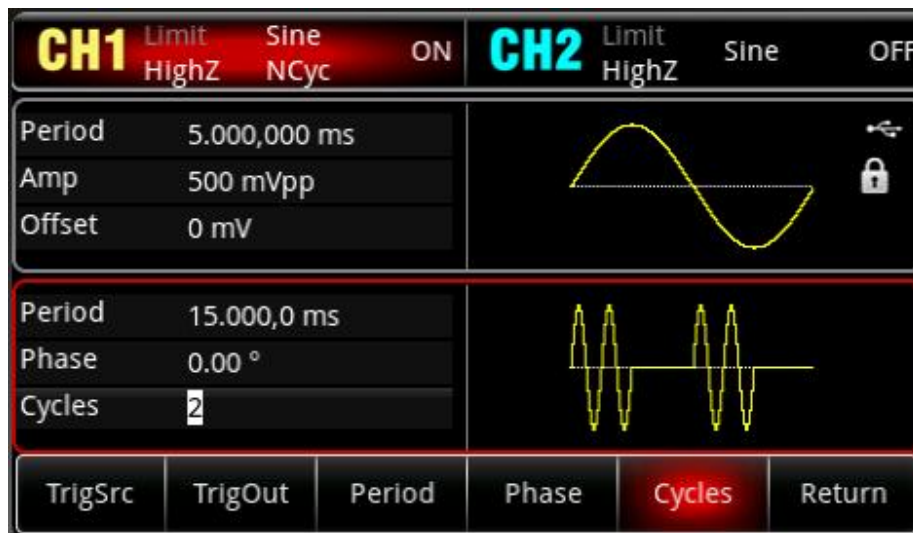 CH1 Limit Sine ON CH2 Limit Sine OFF
HighZ NCyc HighZ
Period 5.000,000 ms
Amp 500 mVpp
Offset 0 mV
Period 15.000,0 ms
Phase 0.00 °
Cycles 2
TrigSrc TrigOut Period Phase Cycles Return